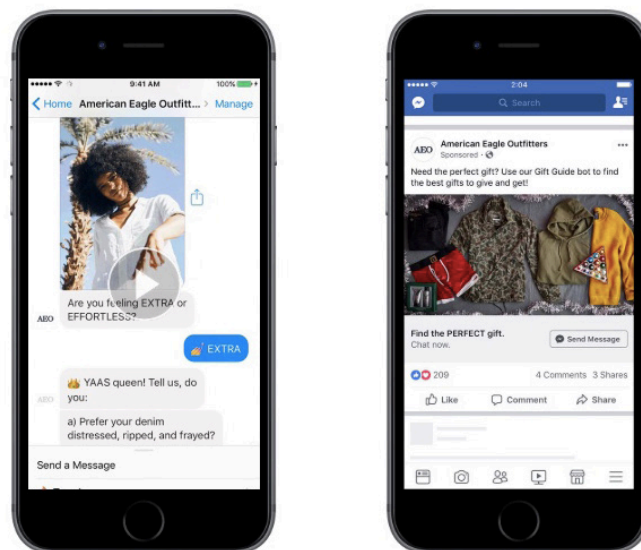 9:41 AM
100%
Home
American Eagle Outfitt...
Manage
Are you feeling EXTRA or
EFFORTLESS?
AEO
💅 EXTRA
👑 YAAS queen! Tell us, do
you:
AEO
a) Prefer your denim
distressed, ripped, and frayed?
Send a Message
2:04
Search
AEO
American Eagle Outfitters
Sponsored ·
Need the perfect gift? Use our Gift Guide bot to find
the best gifts to give and get!
Find the PERFECT gift.
Chat now.
Send Message
209
4 Comments 3 Shares
Like
Comment
Share